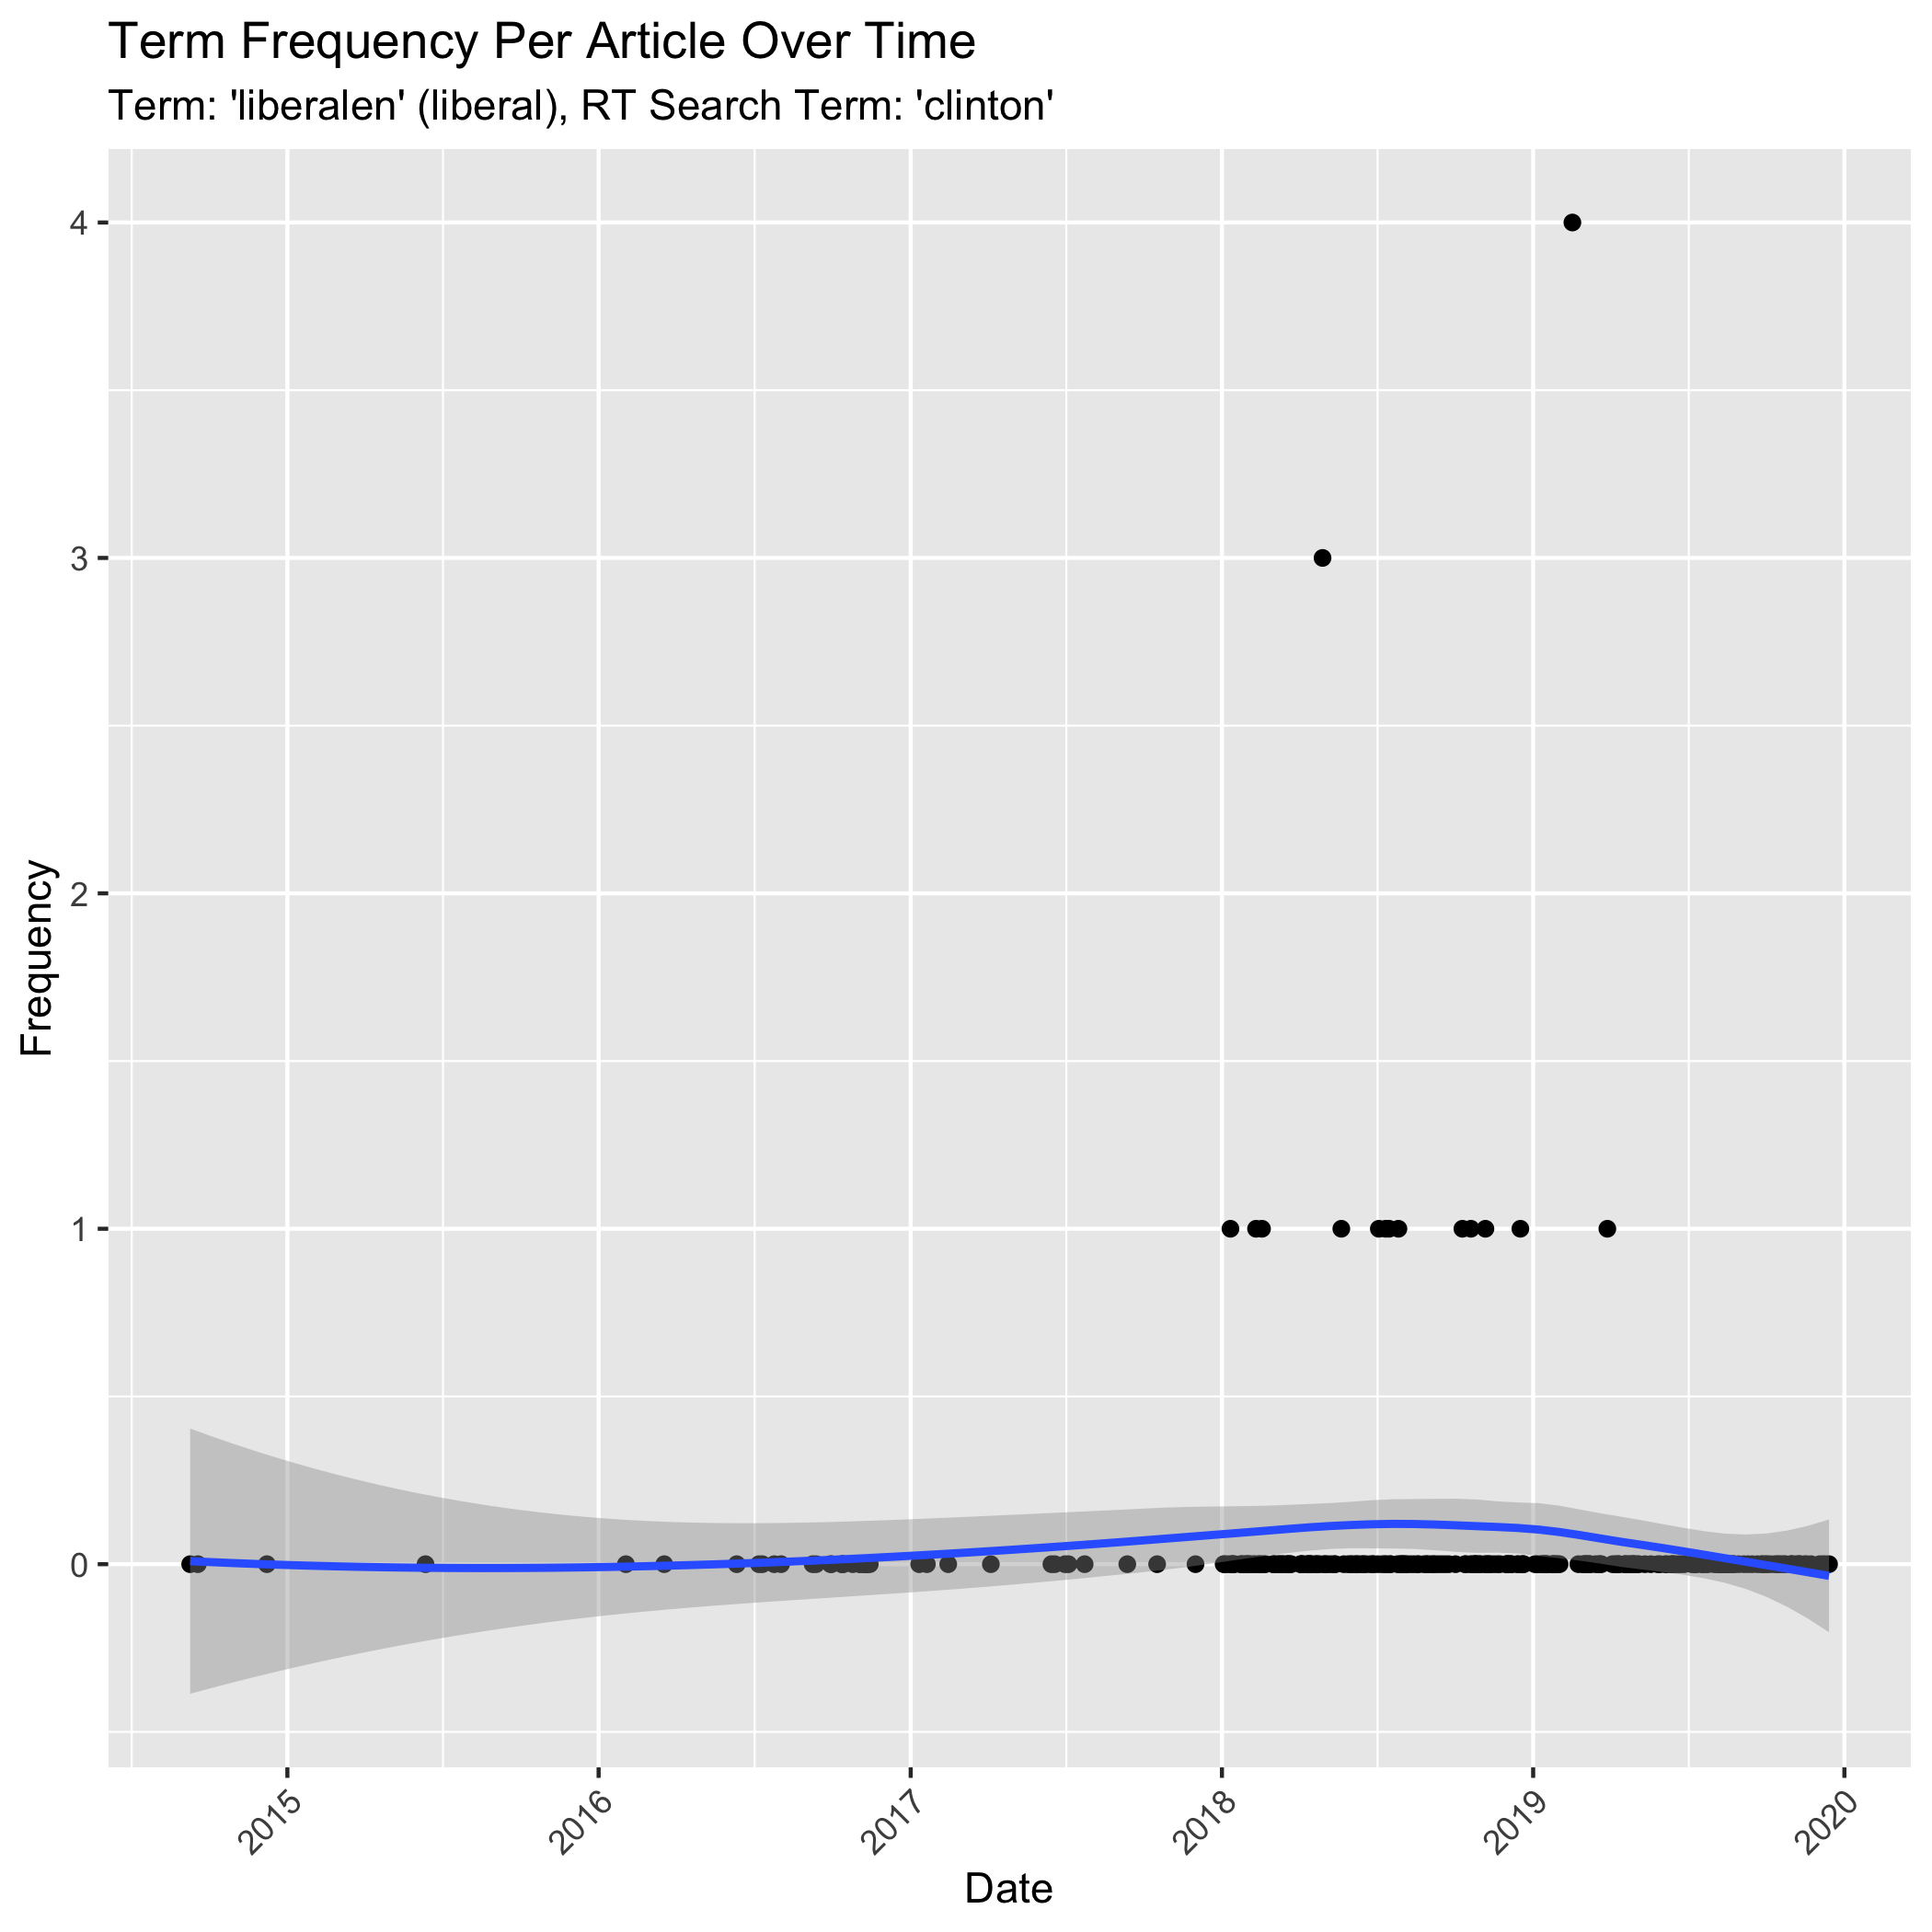 Term Frequency Per Article Over Time
Term: 'liberalen' (liberal), RT Search Term: 'clinton'
4
3
2
1
0
Frequency
2015
2016
2017
2018
2019
2020
Date